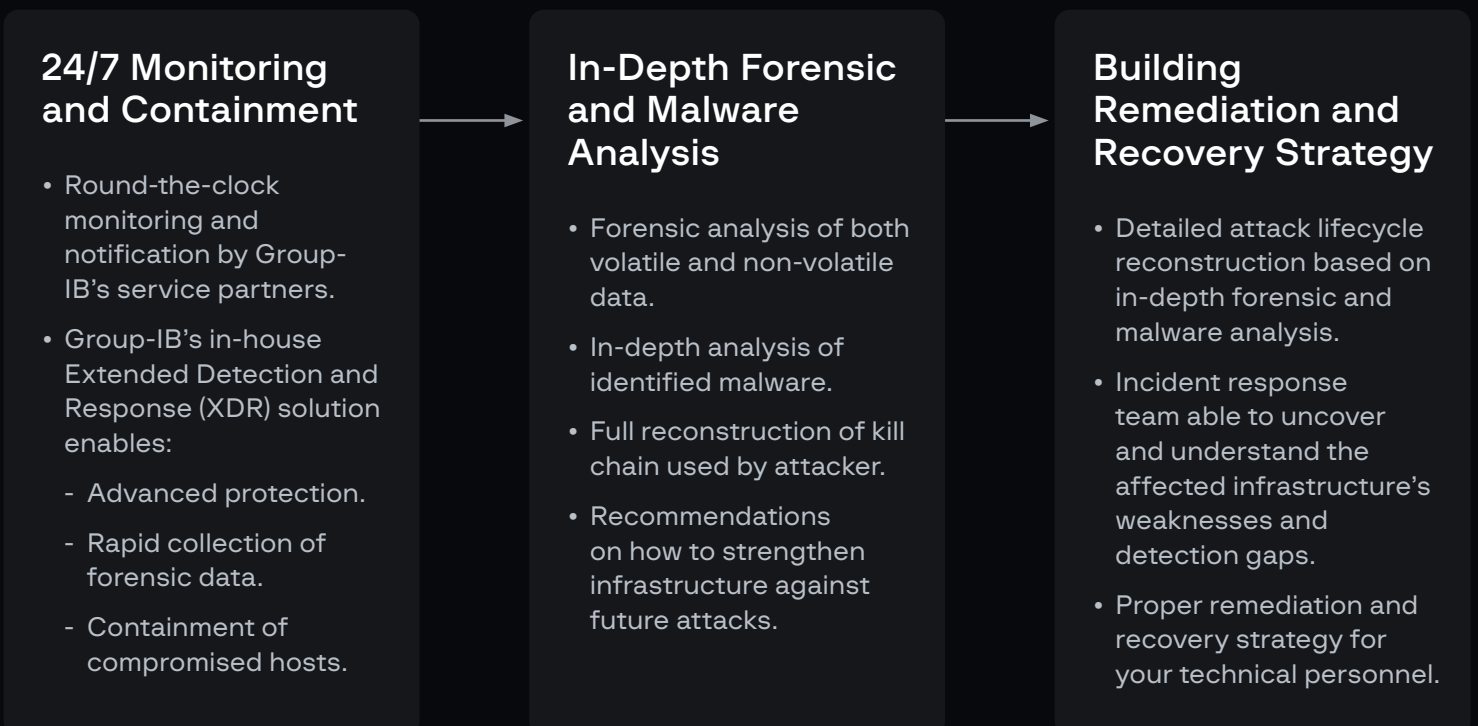 24/7 Monitoring
and Containment
• Round-the-clock
monitoring and
notification by Group-
IB’s service partners.
• Group-IB’s in-house
Extended Detection and
Response (XDR) solution
enables:
- Advanced protection.
- Rapid collection of
forensic data.
- Containment of
compromised hosts.
In-Depth Forensic
and Malware
Analysis
• Forensic analysis of both
volatile and non-volatile
data.
• In-depth analysis of
identified malware.
• Full reconstruction of kill
chain used by attacker.
• Recommendations
on how to strengthen
infrastructure against
future attacks.
Building
Remediation and
Recovery Strategy
• Detailed attack lifecycle
reconstruction based on
in-depth forensic and
malware analysis.
• Incident response
team able to uncover
and understand the
affected infrastructure’s
weaknesses and
detection gaps.
• Proper remediation and
recovery strategy for
your technical personnel.